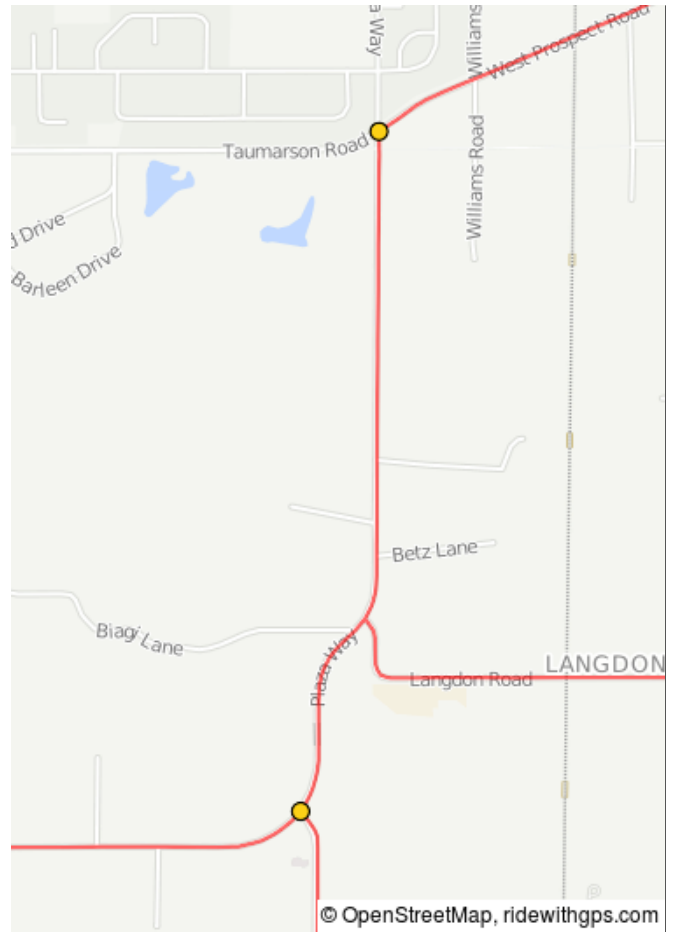 a Way
Williams
West Prospect Road
Taumarson Road
Williams Road
d Drive
Barleen Drive
Betz Lane
Biagi Lane
Plaza Way
LANGDON
Langdon Road
© OpenStreetMap, ridewithgps.com